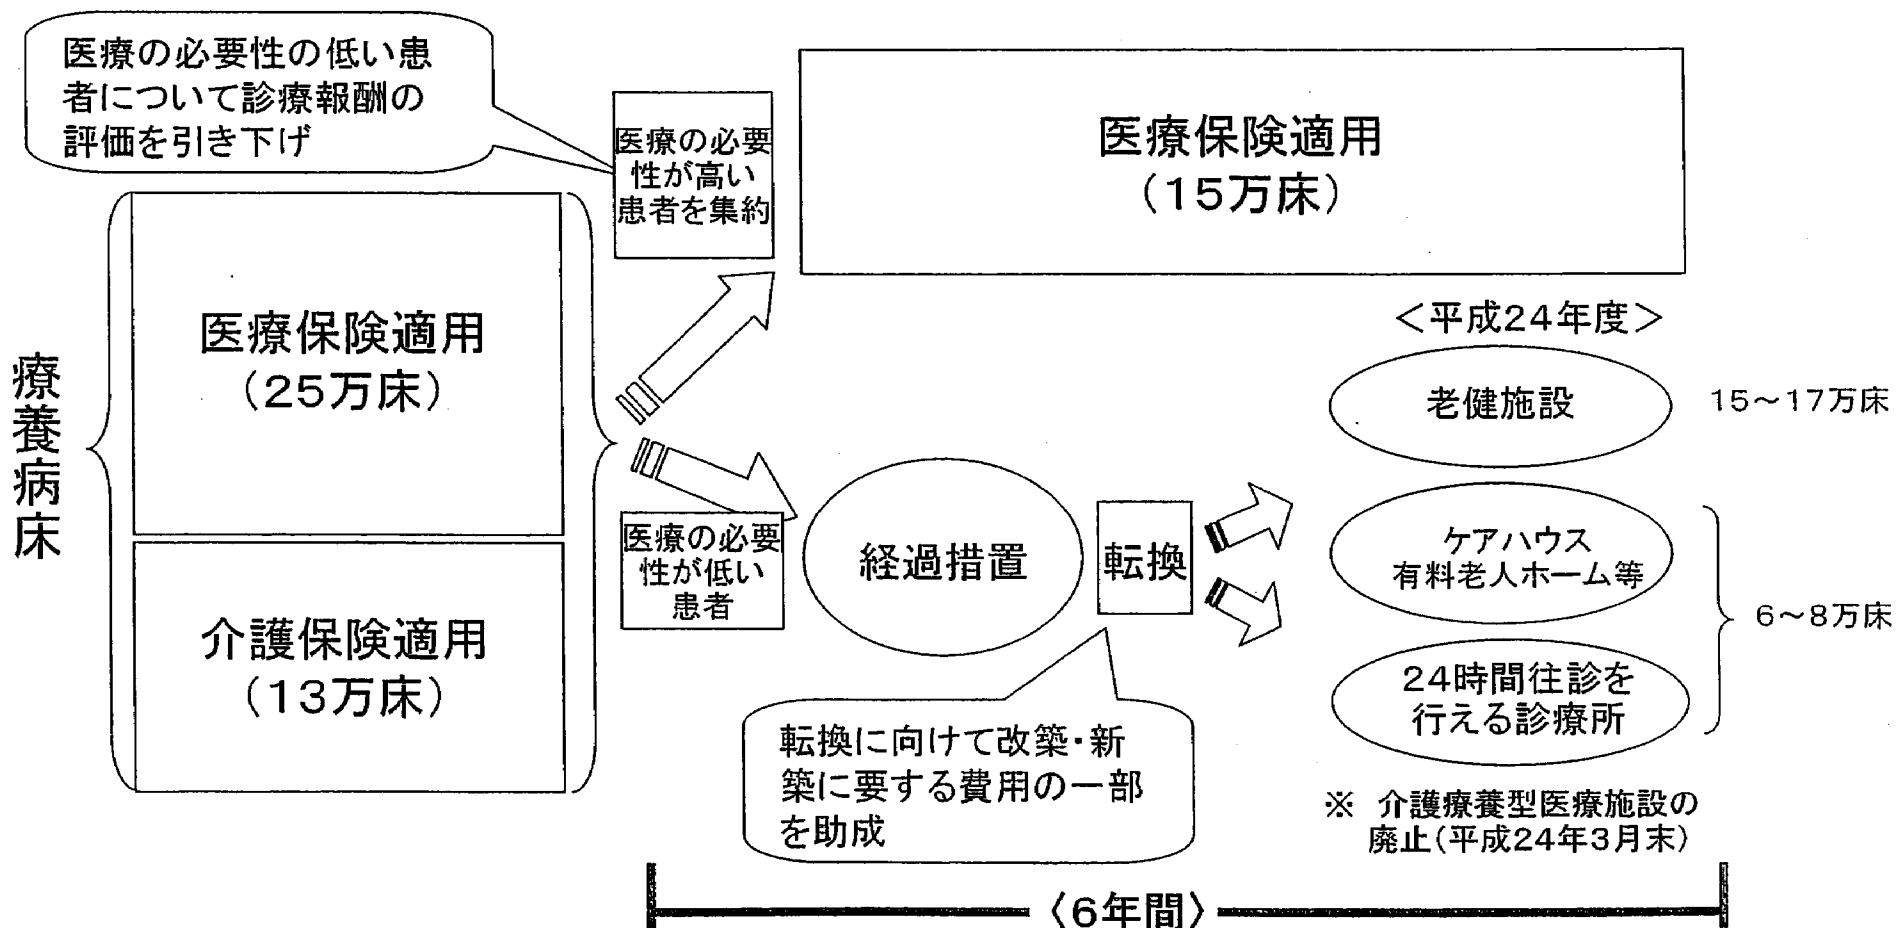 医療の必要性の低い患
者について診療報酬の
評価を引き下げ
医療の必要
性が高い
患者を集約
医療保険適用
（15万床）
療養病床
医療保険適用
（25万床）
介護保険適用
（13万床）
医療の必要
性が低い
患者
経過措置
転換
転換に向けて改築・新
築に要する費用の一部
を助成
＜平成24年度＞
老健施設
15～17万床
ケアハウス
有料老人ホーム等
24時間往診を
行える診療所
6～8万床
※ 介護療養型医療施設の
廃止（平成24年3月末）
〈6年間〉